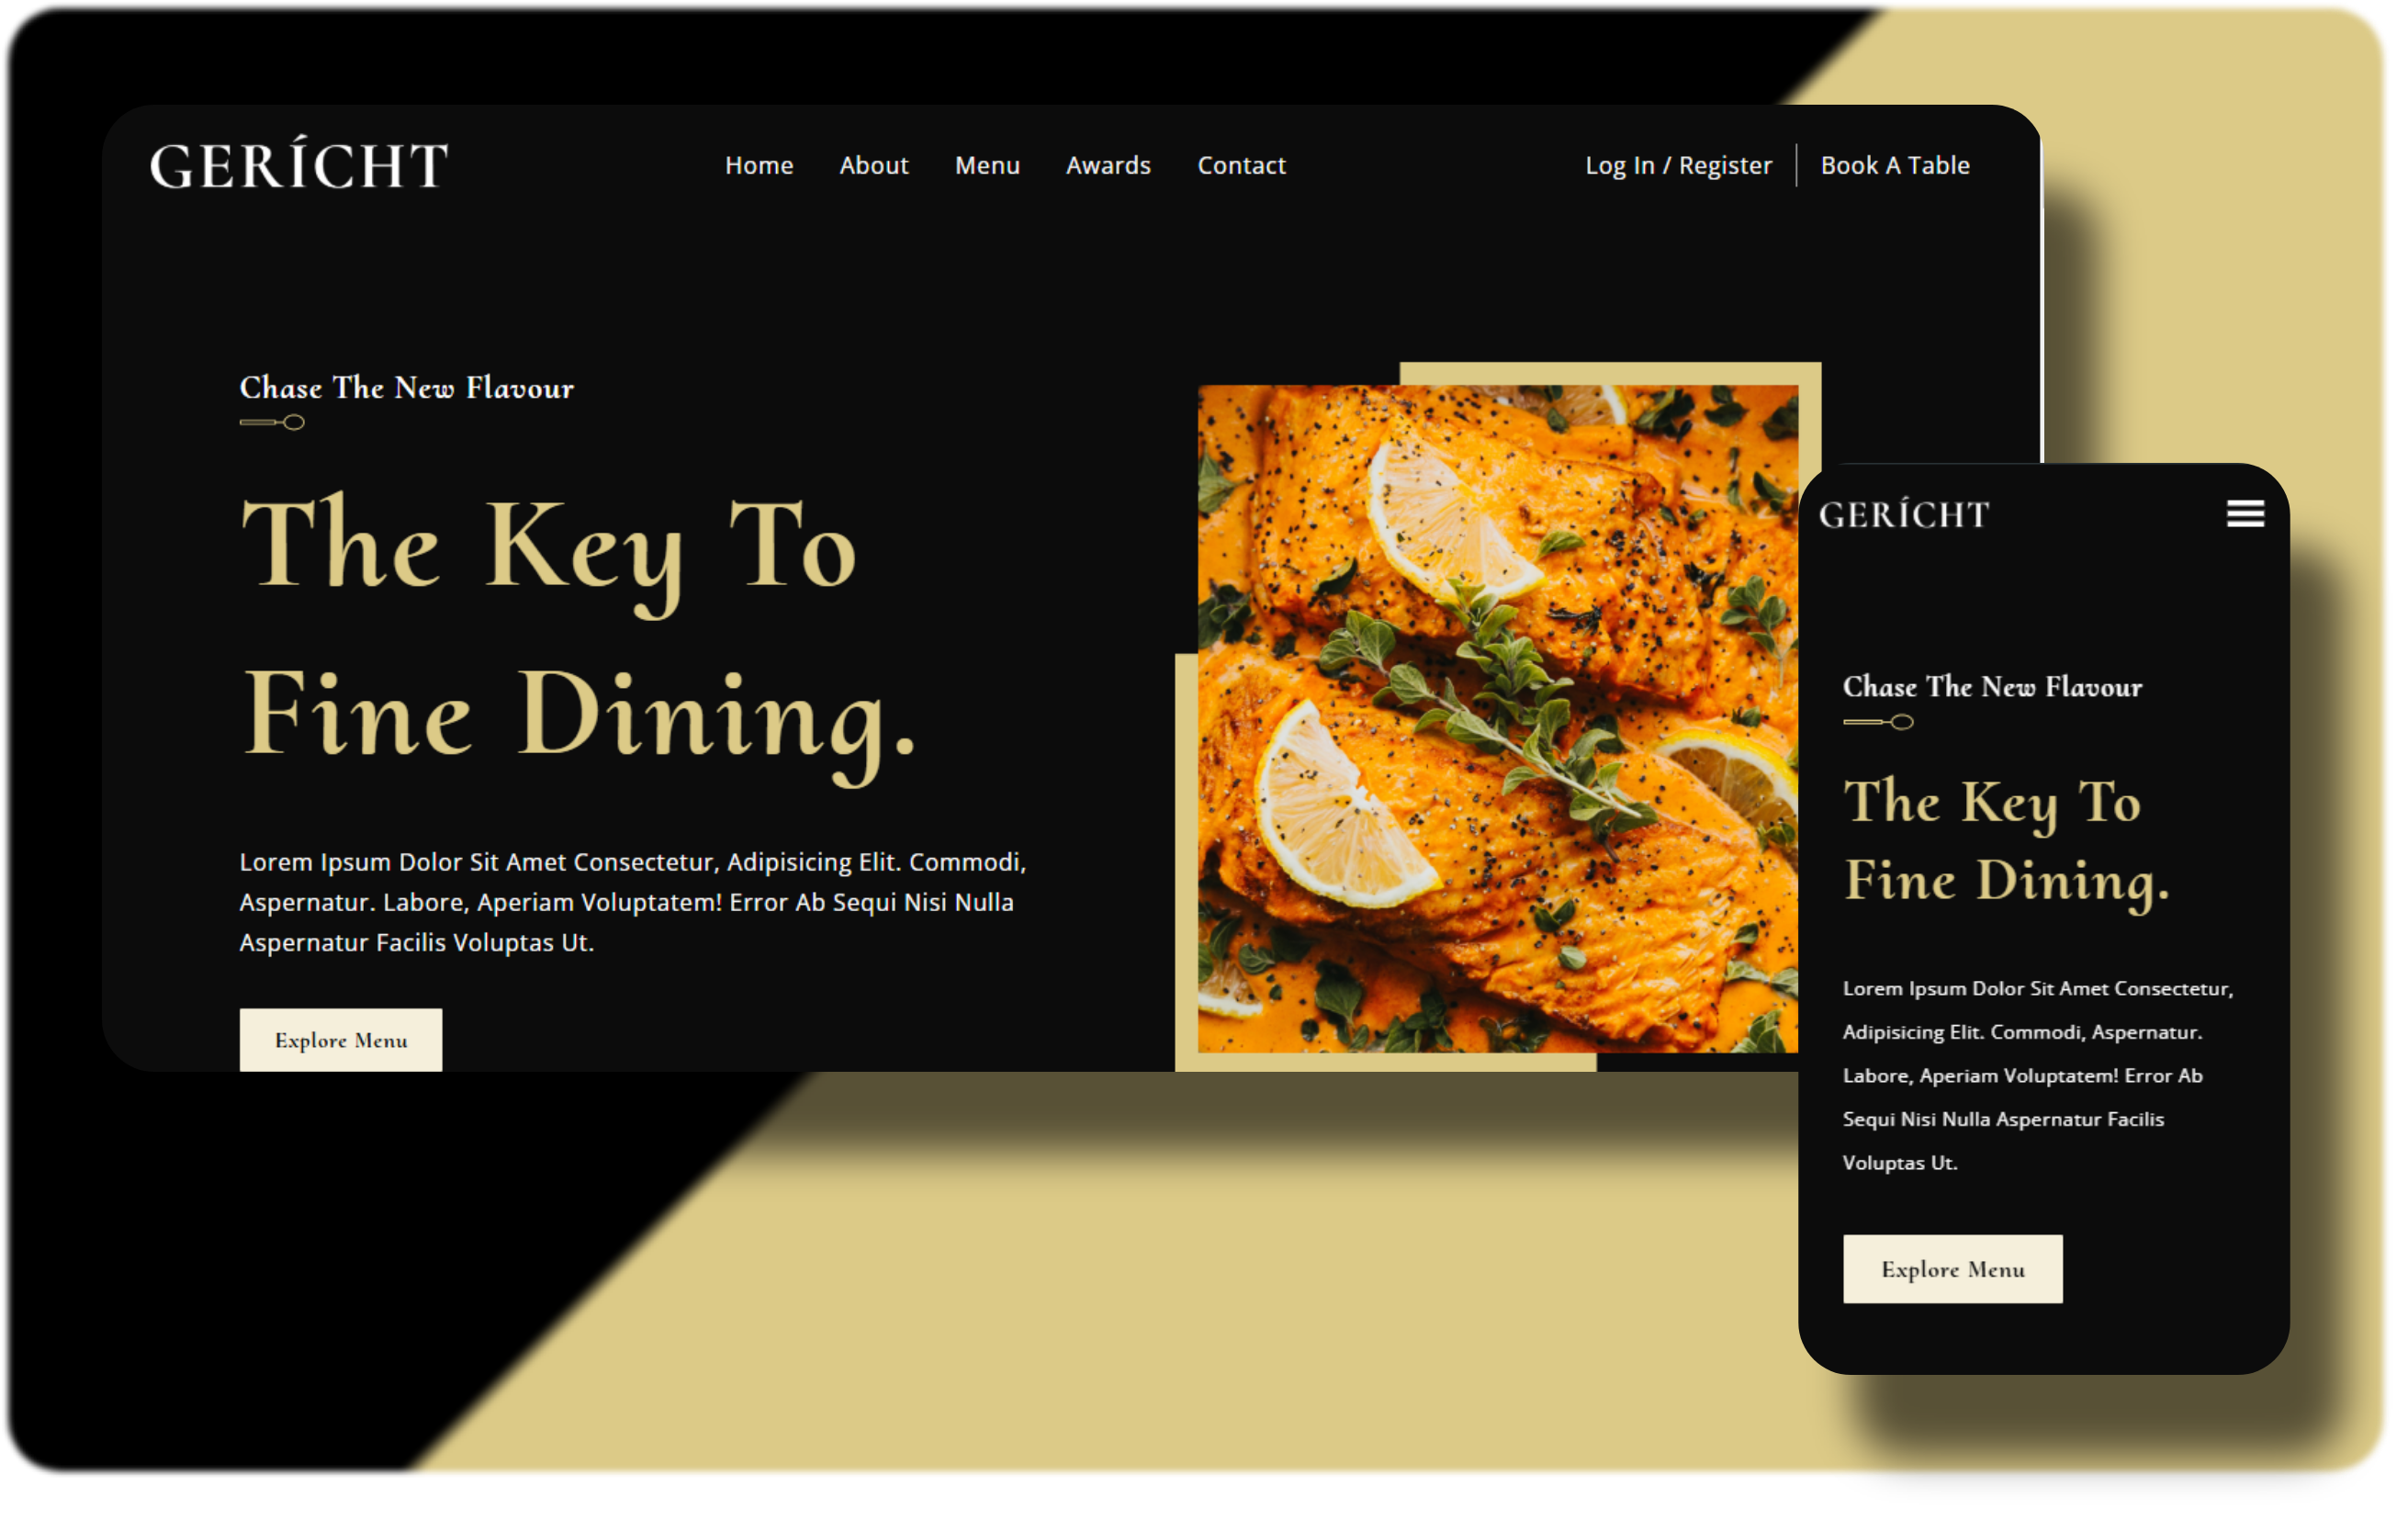 GERÍCHT
Home About Menu Awards Contact
Log In / Register Book A Table
Chase The New Flavour
The Key To
Fine Dining.
Lorem Ipsum Dolor Sit Amet Consectetur, Adipisicing Elit. Commodi,
Aspernatur. Labore, Aperiam Voluptatem! Error Ab Sequi Nisi Nulla
Aspernatur Facilis Voluptas Ut.
Explore Menu
GERÍCHT
Chase The New Flavour
The Key To
Fine Dining.
Lorem Ipsum Dolor Sit Amet Consectetur,
Adipisicing Elit. Commodi, Aspernatur.
Labore, Aperiam Voluptatem! Error Ab
Sequi Nisi Nulla Aspernatur Facilis
Voluptas Ut.
Explore Menu